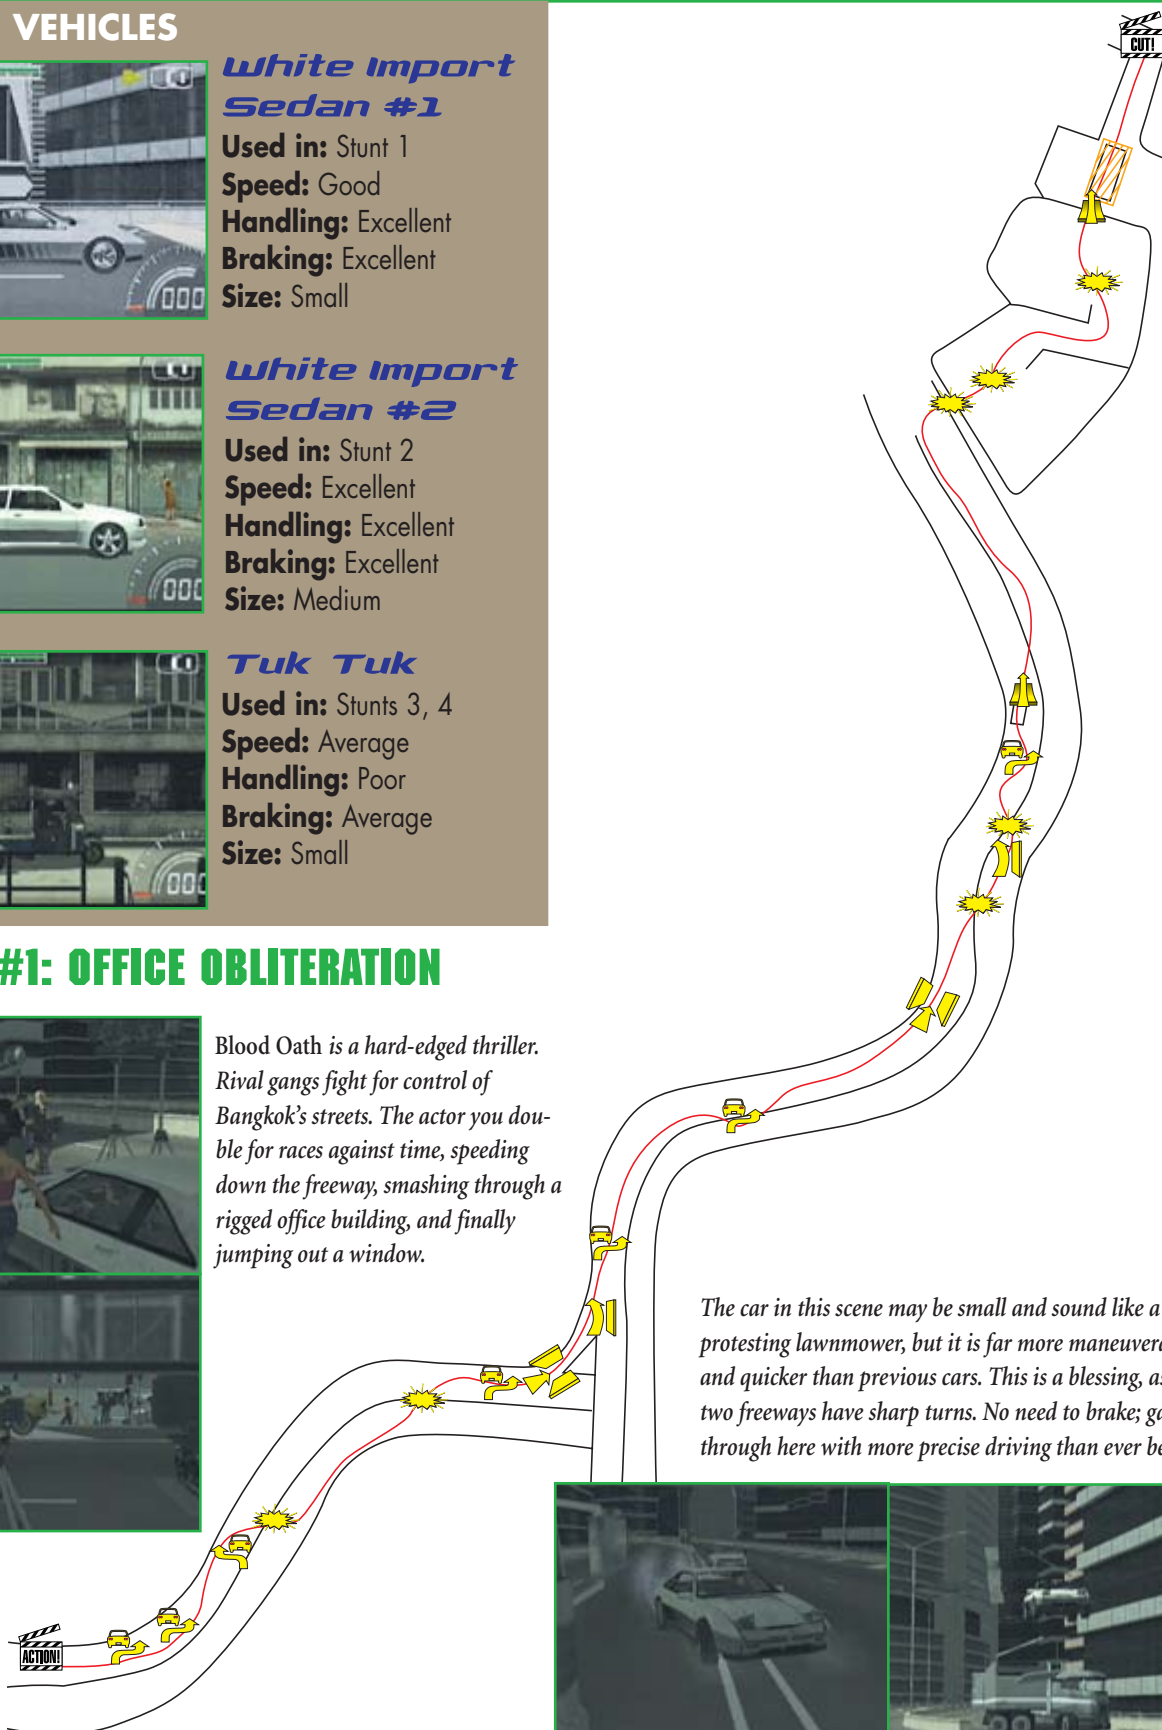 VEHICLES
White Import
Sedan #1
Used in: Stunt 1
Speed: Good
Handling: Excellent
Braking: Excellent
Size: Small
White Import
Sedan #2
Used in: Stunt 2
Speed: Excellent
Handling: Excellent
Braking: Excellent
Size: Medium
Tuk Tuk
Used in: Stunts 3, 4
Speed: Average
Handling: Poor
Braking: Average
Size: Small
000
000
000
#1: OFFICE OBLITERATION
Blood Oath is a hard-edged thriller.
Rival gangs fight for control of
Bangkok's streets. The actor you dou-
ble for races against time, speeding
down the freeway, smashing through a
rigged office building, and finally
jumping out a window.
The car in this scene may be small and sound like a
protesting lawnmower, but it is far more maneuvera
and quicker than previous cars. This is a blessing, as
two freeways have sharp turns. No need to brake; ga
through here with more precise driving than ever be
CUT!
ACTION!